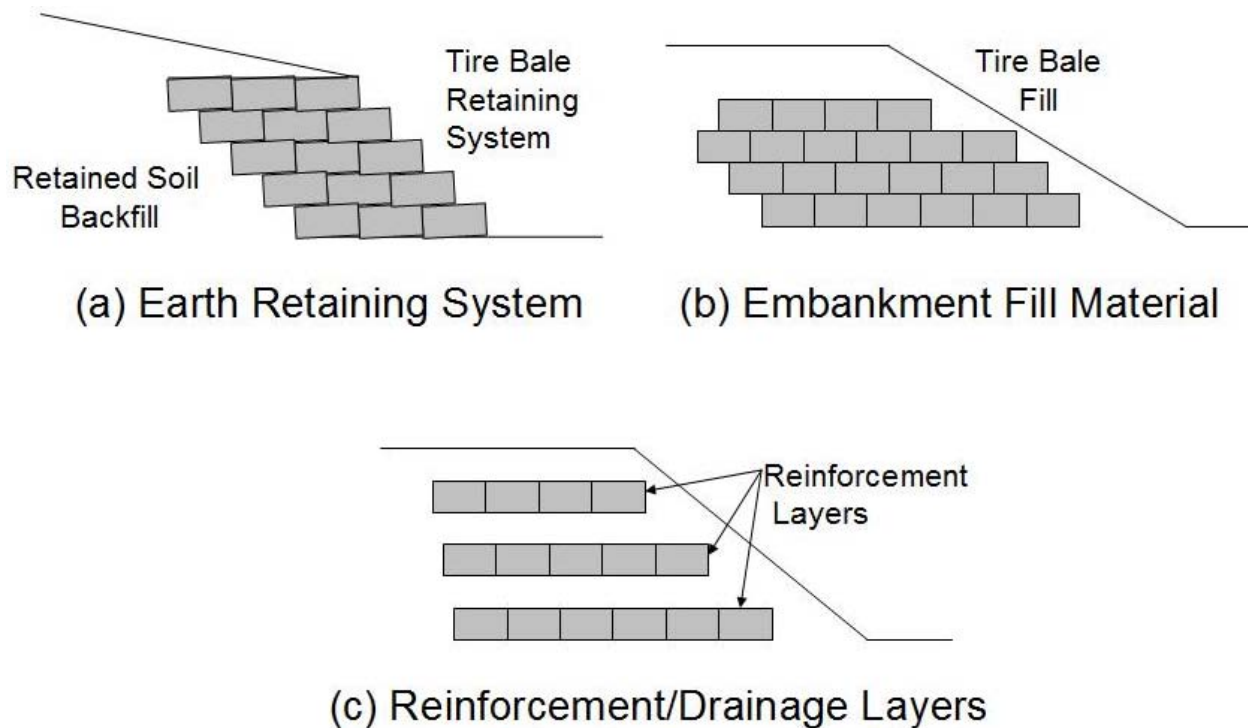 Tire Bale
Retaining
System
Retained Soil
Backfill
(a) Earth Retaining System
Tire Bale
Fill
(b) Embankment Fill Material
Reinforcement
Layers
(c) Reinforcement/Drainage Layers